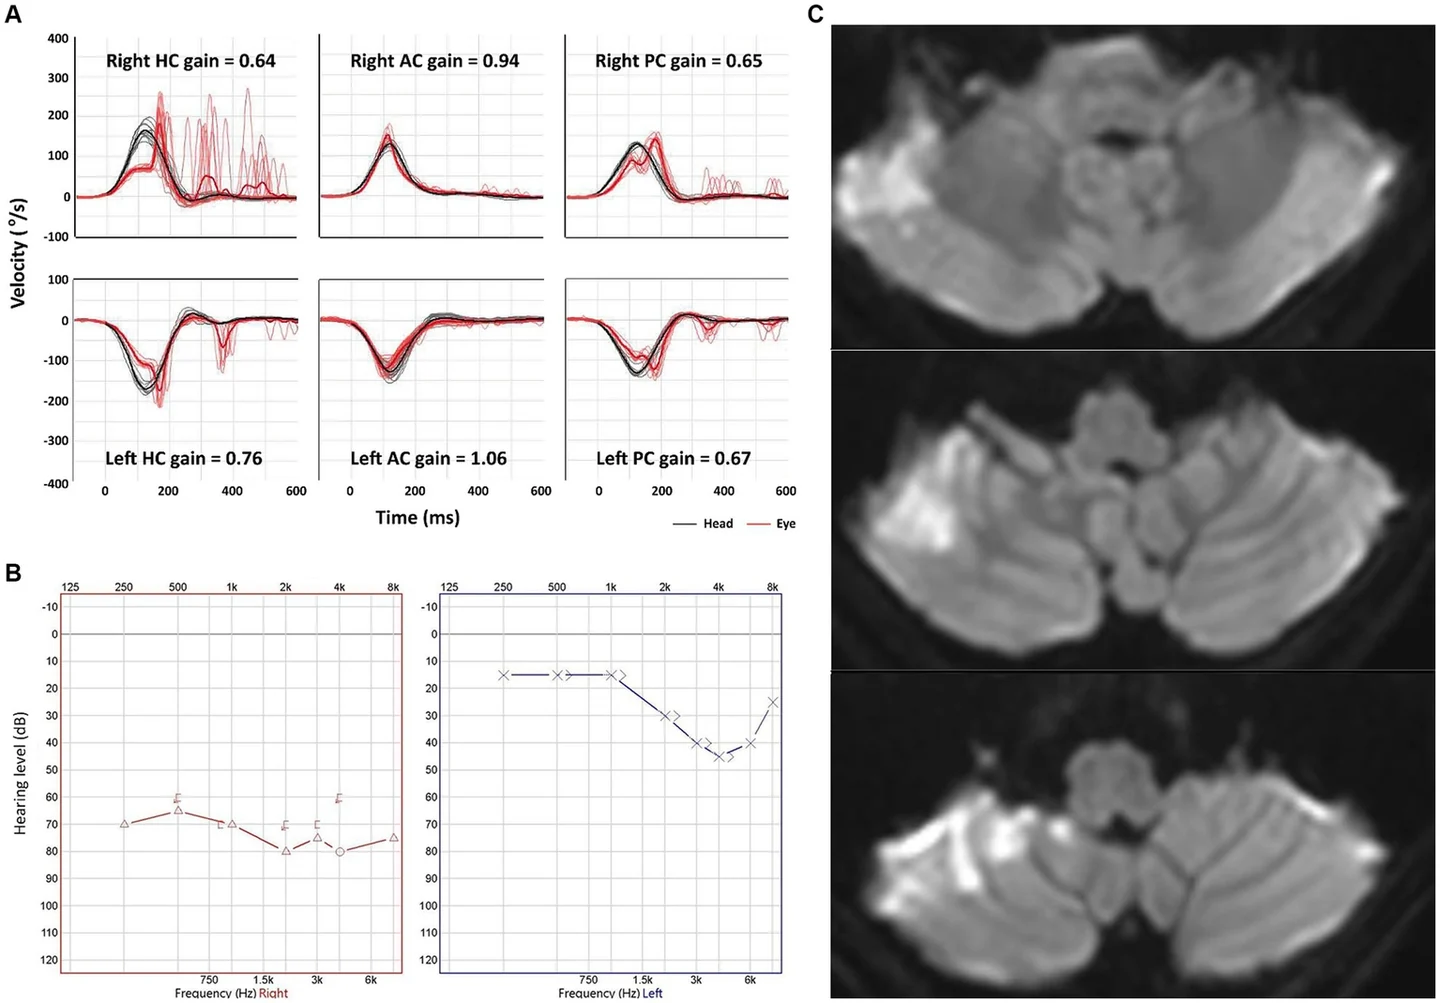 A
C
400
300
200
100
0
-100
Right HC gain = 0.64
Right AC gain = 0.94
Right PC gain = 0.65
Velocity ( °/s)
100
0
-100
-200
-300
-400
Left HC gain = 0.76
Left AC gain = 1.06
Left PC gain = 0.67
0 200 400 600 0 200 400 600 0 200 400 600
Time (ms)
Head Eye
B
125 250 500 1k 2k 4k 8k
125 250 500 1k 2k 4k 8k
Hearing level (dB)
-10 -10
0 0
10 10
20 20
30 30
40 40
50 50
60 60
70 70
80 80
90 90
100 100
110 110
120 120
750 1.5k 3k 6k
750 1.5k 3k 6k
Frequency (Hz) Right
Frequency (Hz) Left